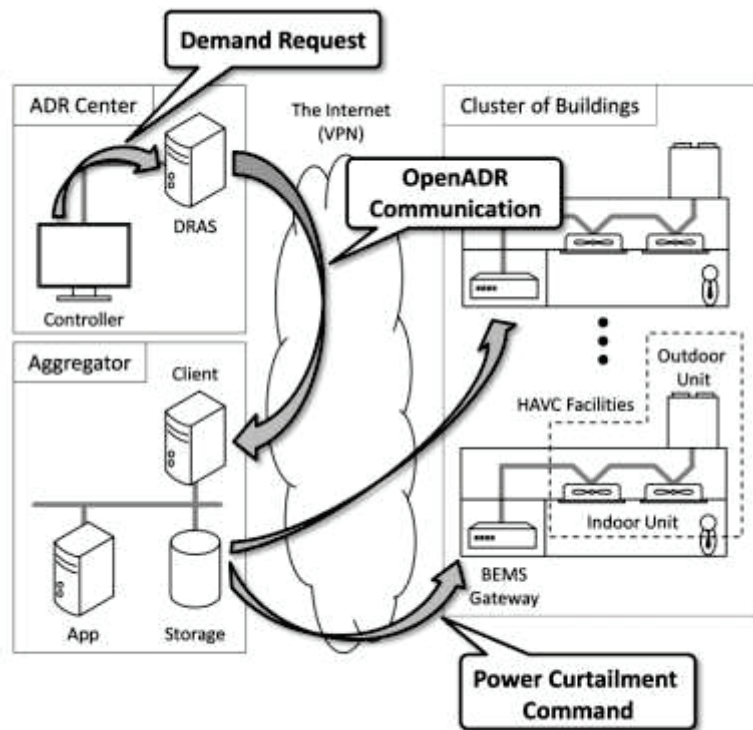 Demand Request
ADR Center
The Internet
(VPN)
Cluster of Buildings
OpenADR
Communication
DRAS
Controller
Aggregator
Client
Outdoor
Unit
HAVC Facilities
Indoor Unit
BEMS
Gateway
App
Storage
Power Curtailment
Command